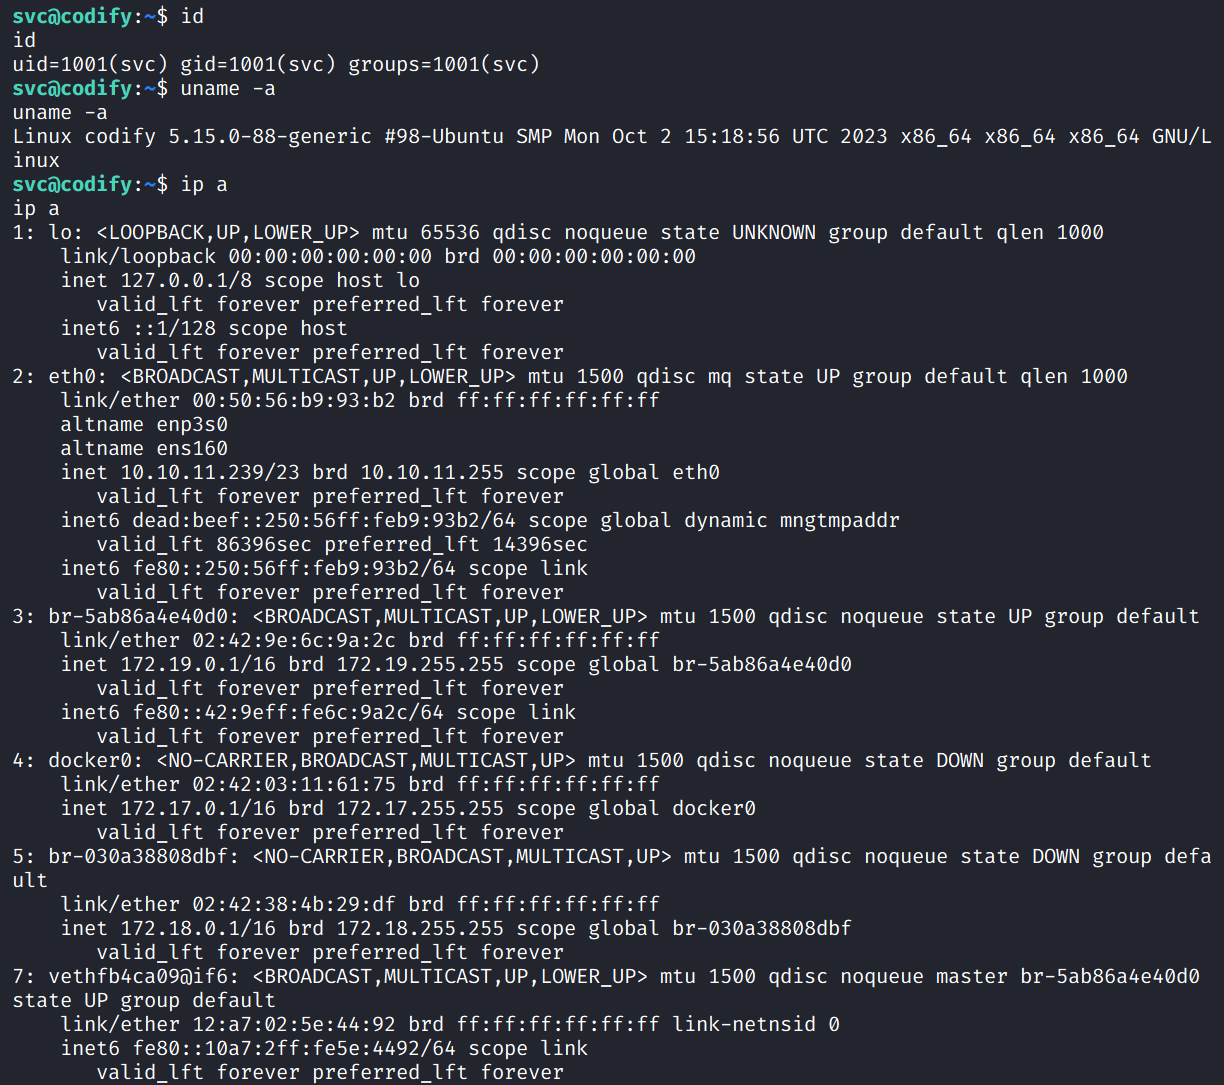 svc@codify:~$ id
id
uid=1001(svc) gid=1001(svc) groups=1001(svc)
svc@codify:~$ uname -a
uname -a
Linux codify 5.15.0-88-generic #98-Ubuntu SMP Mon Oct 2 15:18:56 UTC 2023 x86_64 x86_64 x86_64 GNU/L
inux
svc@codify:~$ ip a
ip a
1: lo: <LOOPBACK,UP,LOWER_UP> mtu 65536 qdisc noqueue state UNKNOWN group default qlen 1000
    link/loopback 00:00:00:00:00:00 brd 00:00:00:00:00:00
    inet 127.0.0.1/8 scope host lo
       valid_lft forever preferred_lft forever
    inet6 ::1/128 scope host
       valid_lft forever preferred_lft forever
2: eth0: <BROADCAST,MULTICAST,UP,LOWER_UP> mtu 1500 qdisc mq state UP group default qlen 1000
    link/ether 00:50:56:b9:93:b2 brd ff:ff:ff:ff:ff:ff
    altname enp3s0
    altname ens160
    inet 10.10.11.239/23 brd 10.10.11.255 scope global eth0
       valid_lft forever preferred_lft forever
    inet6 dead:beef::250:56ff:feb9:93b2/64 scope global dynamic mngtmpaddr
       valid_lft 86396sec preferred_lft 14396sec
    inet6 fe80::250:56ff:feb9:93b2/64 scope link
       valid_lft forever preferred_lft forever
3: br-5ab86a4e40d0: <BROADCAST,MULTICAST,UP,LOWER_UP> mtu 1500 qdisc noqueue state UP group default
    link/ether 02:42:9e:6c:9a:2c brd ff:ff:ff:ff:ff:ff
    inet 172.19.0.1/16 brd 172.19.255.255 scope global br-5ab86a4e40d0
       valid_lft forever preferred_lft forever
    inet6 fe80::42:9eff:fe6c:9a2c/64 scope link
       valid_lft forever preferred_lft forever
4: docker0: <NO-CARRIER,BROADCAST,MULTICAST,UP> mtu 1500 qdisc noqueue state DOWN group default
    link/ether 02:42:03:11:61:75 brd ff:ff:ff:ff:ff:ff
    inet 172.17.0.1/16 brd 172.17.255.255 scope global docker0
       valid_lft forever preferred_lft forever
5: br-030a38808dbf: <NO-CARRIER,BROADCAST,MULTICAST,UP> mtu 1500 qdisc noqueue state DOWN group defa
ult
    link/ether 02:42:38:4b:29:df brd ff:ff:ff:ff:ff:ff
    inet 172.18.0.1/16 brd 172.18.255.255 scope global br-030a38808dbf
       valid_lft forever preferred_lft forever
7: vethfb4ca09@if6: <BROADCAST,MULTICAST,UP,LOWER_UP> mtu 1500 qdisc noqueue master br-5ab86a4e40d0
state UP group default
    link/ether 12:a7:02:5e:44:92 brd ff:ff:ff:ff:ff:ff link-netnsid 0
    inet6 fe80::10a7:2ff:fe5e:4492/64 scope link
       valid_lft forever preferred_lft forever